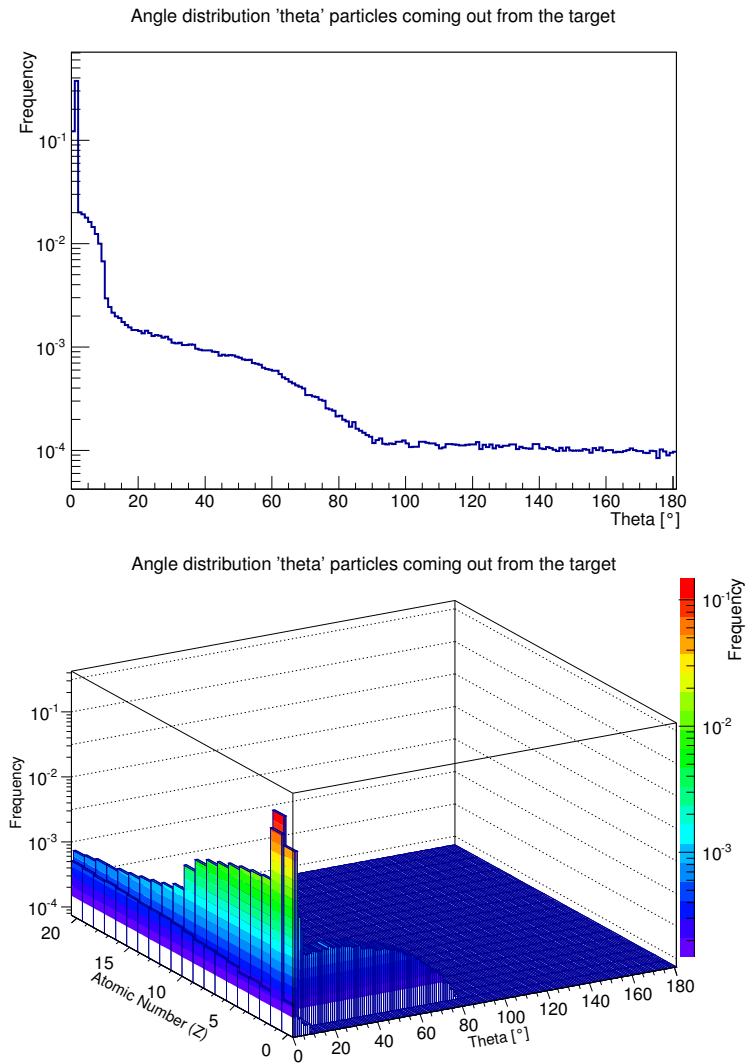 Angle distribution 'theta' particles coming out from the target
Frequency
10^-1
10^-2
10^-3
10^-4
0 20 40 60 80 100 120 140 160 180
Theta [°]
Angle distribution 'theta' particles coming out from the target
Frequency
10^-1
10^-2
10^-3
Frequency
10^-1
10^-2
10^-3
10^-4
20 15 10 5 0
Atomic Number (Z)
0 20 40 60 80 100 120 140 160 180
Theta [°]